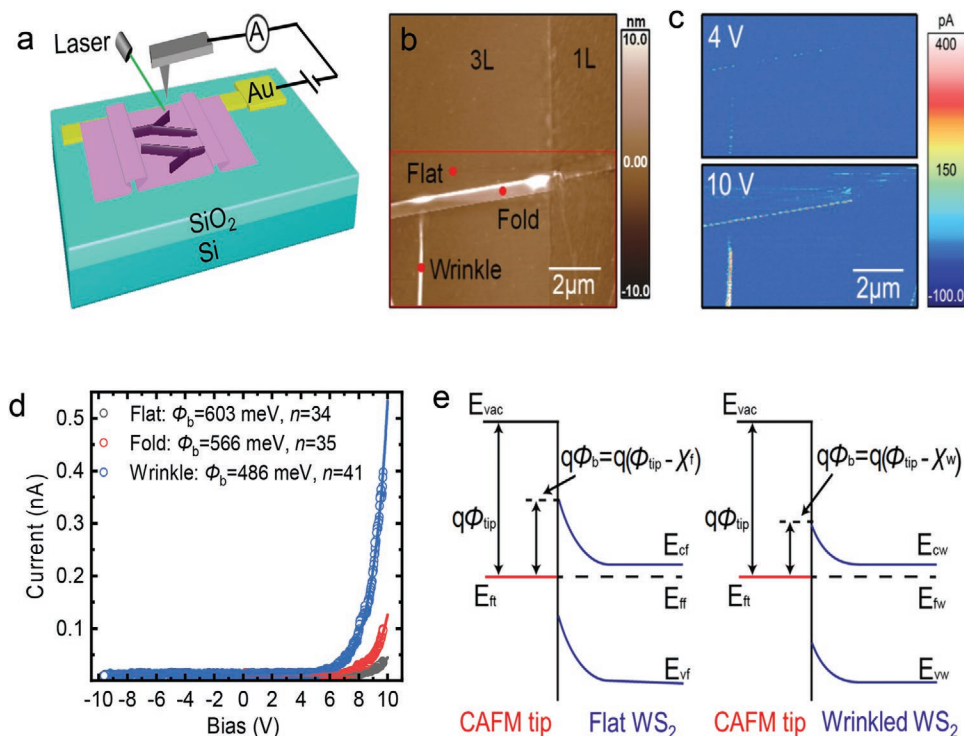 a
Laser
A
Au
SiO₂
Si
b
3L
1L
Flat
Fold
Wrinkle
2μm
nm
10.0
0.00
-10.0
c
4 V
10 V
2μm
pA
400
150
-100.0
d
Flat: Φb=603 meV, n=34
Fold: Φb=566 meV, n=35
Wrinkle: Φb=486 meV, n=41
Current (nA)
0.5
0.4
0.3
0.2
0.1
-10 -8 -6 -4 -2 0 2 4 6 8 10
Bias (V)
e
Evac
qΦb=q(Φtip - χf)
qΦtip
Ecf
Eft
Eff
Evf
CAFM tip
Flat WS₂
Evac
qΦb=q(Φtip - χw)
qΦtip
Ecw
Eft
Efw
Evw
CAFM tip
Wrinkled WS₂